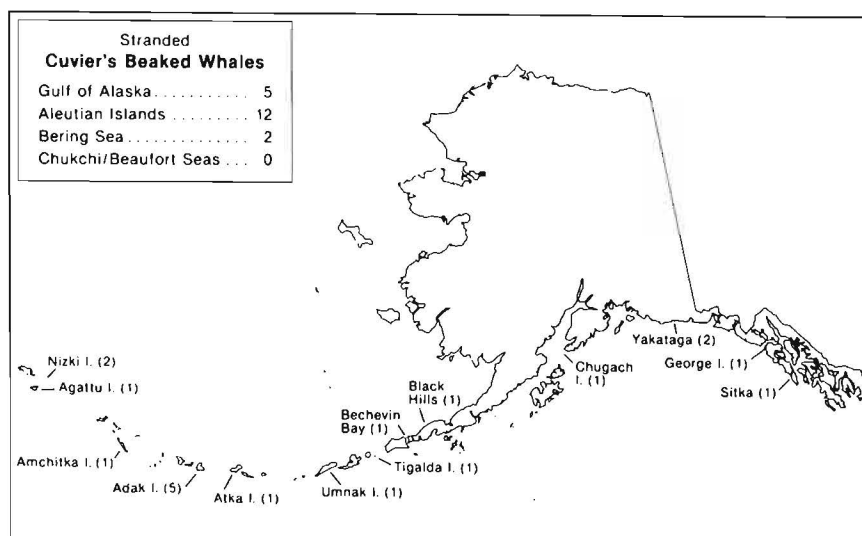 Stranded
Cuvier's Beaked Whales
Gulf of Alaska . . . . . . . . . . . 5
Aleutian Islands . . . . . . . . . 12
Bering Sea . . . . . . . . . . . . . . 2
Chukchi/Beaufort Seas . . . 0
Nizki I. (2)
Agattu I. (1)
Amchitka I. (1)
Adak I. (5)
Atka I. (1)
Umnak I. (1)
Tigalda I. (1)
Bechevin
Bay (1)
Black
Hills (1)
Chugach
I. (1)
Yakataga (2)
George I. (1)
Sitka (1)